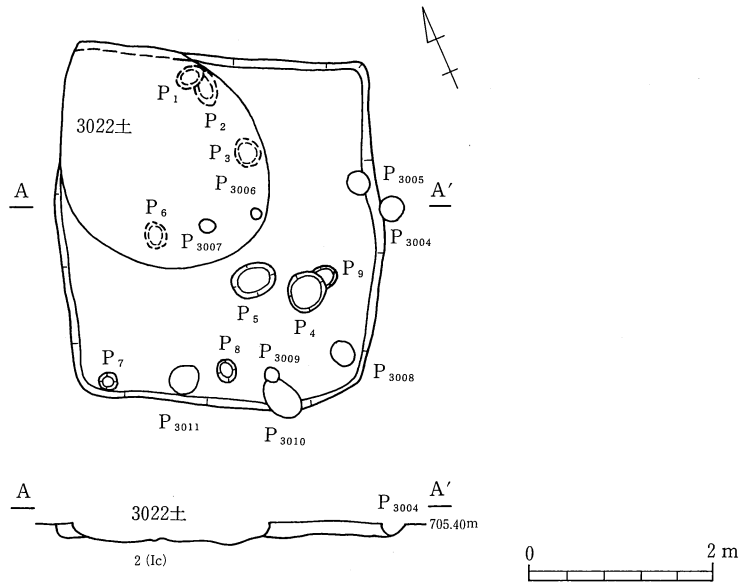 P1
P2
3022土
P3
P3005
P3006
A
A′
P6
P3007
P3004
P9
P5
P4
P7
P8
P3009
P3008
P3011
P3010
A
3022土
P3004
A′
705.40m
2 (Ic)
0
2 m